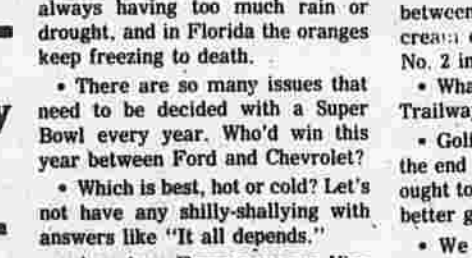 always having too much rain or
drought, and in Florida the oranges
keep freezing to death.
• There are so many issues that
need to be decided with a Super
Bowl every year. Who'd win this
year between Ford and Chevrolet?
• Which is best, hot or cold? Let's
not have any shilly-shallying with
answers like "It all depends."
between
cream
No. 2 in
• Wha
Trailwa
• Golf
the end
ought to
better g
• We